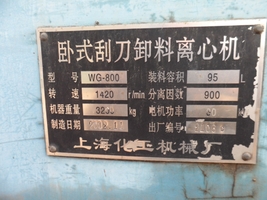 卧式刮刀卸料离心机
型号 WG-800 装料容积 95 L
转速 1420 r/min 分离因数 900
机器重量 电机功率
制造日期 出厂编号
上海化工机械厂